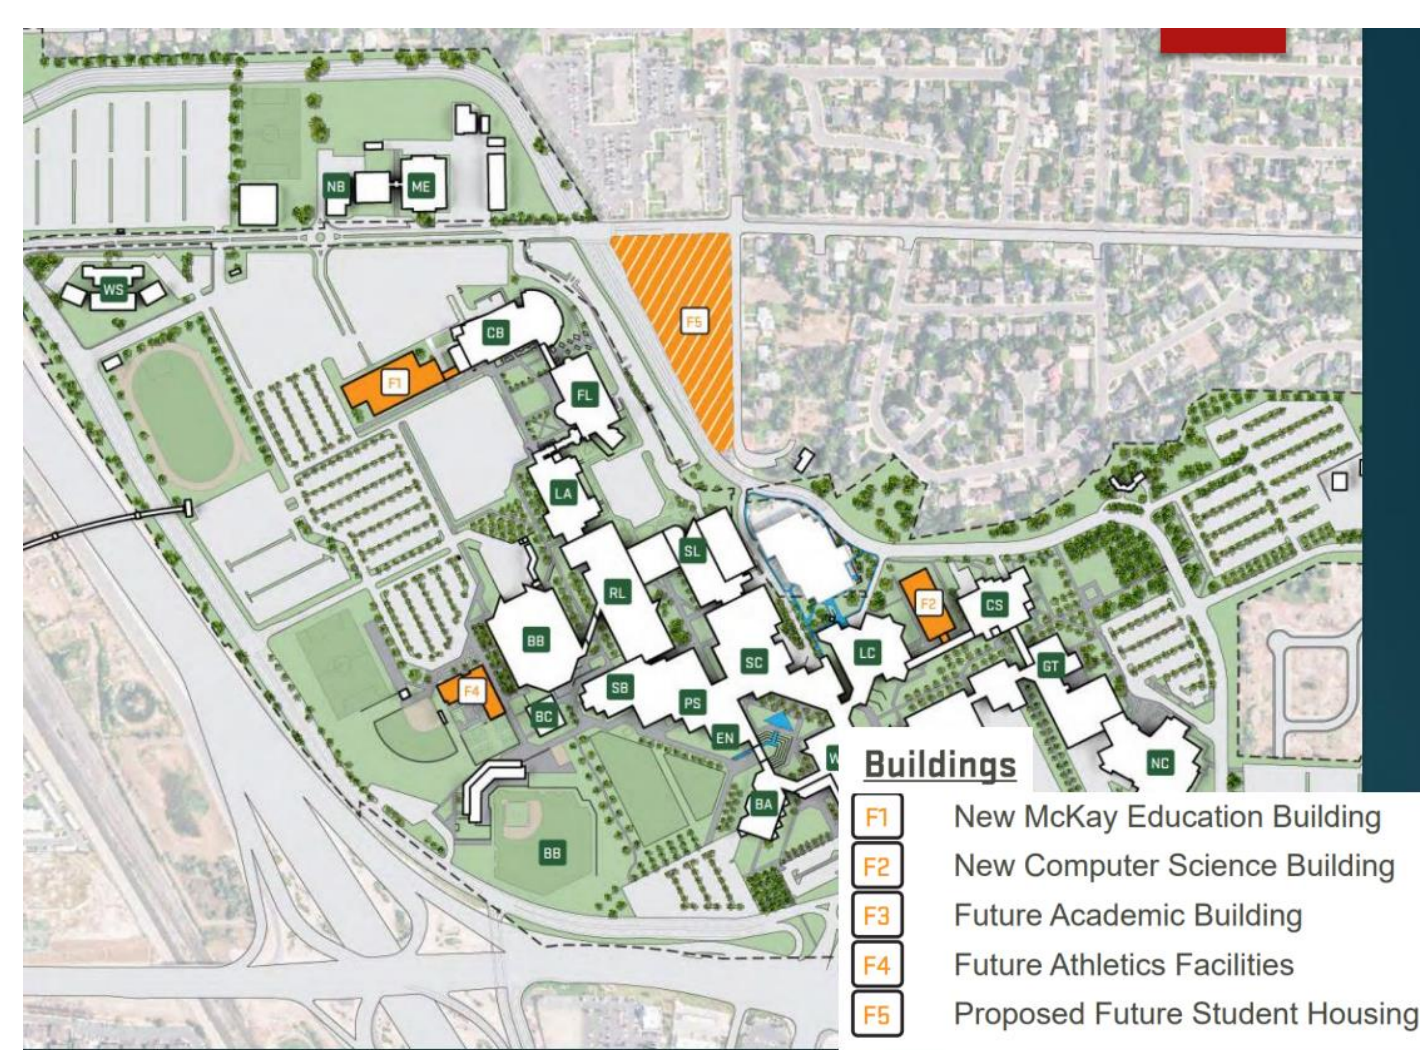 NB
ME
WS
F5
CB
F1
FL
LA
SL
RL
F2
CS
BB
LC
SC
GT
SB
F4
PS
BC
EN
NC
BA
BB
Buildings
F1 New McKay Education Building
F2 New Computer Science Building
F3 Future Academic Building
F4 Future Athletics Facilities
F5 Proposed Future Student Housing